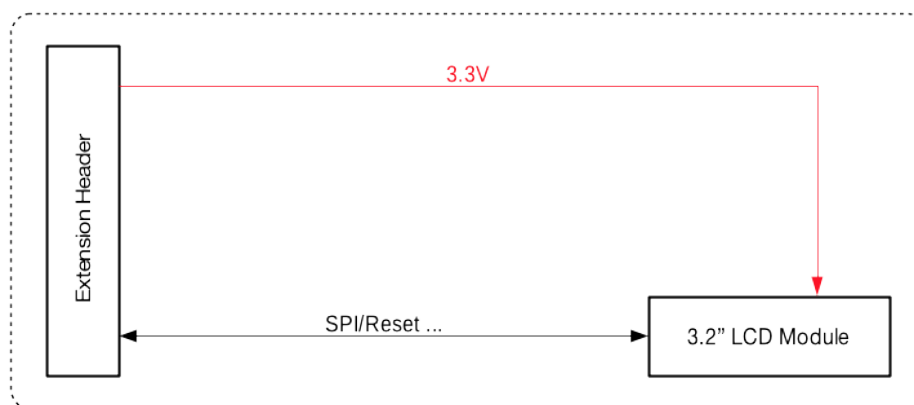 3.3V
Extension Header
SPI/Reset ...
3.2” LCD Module